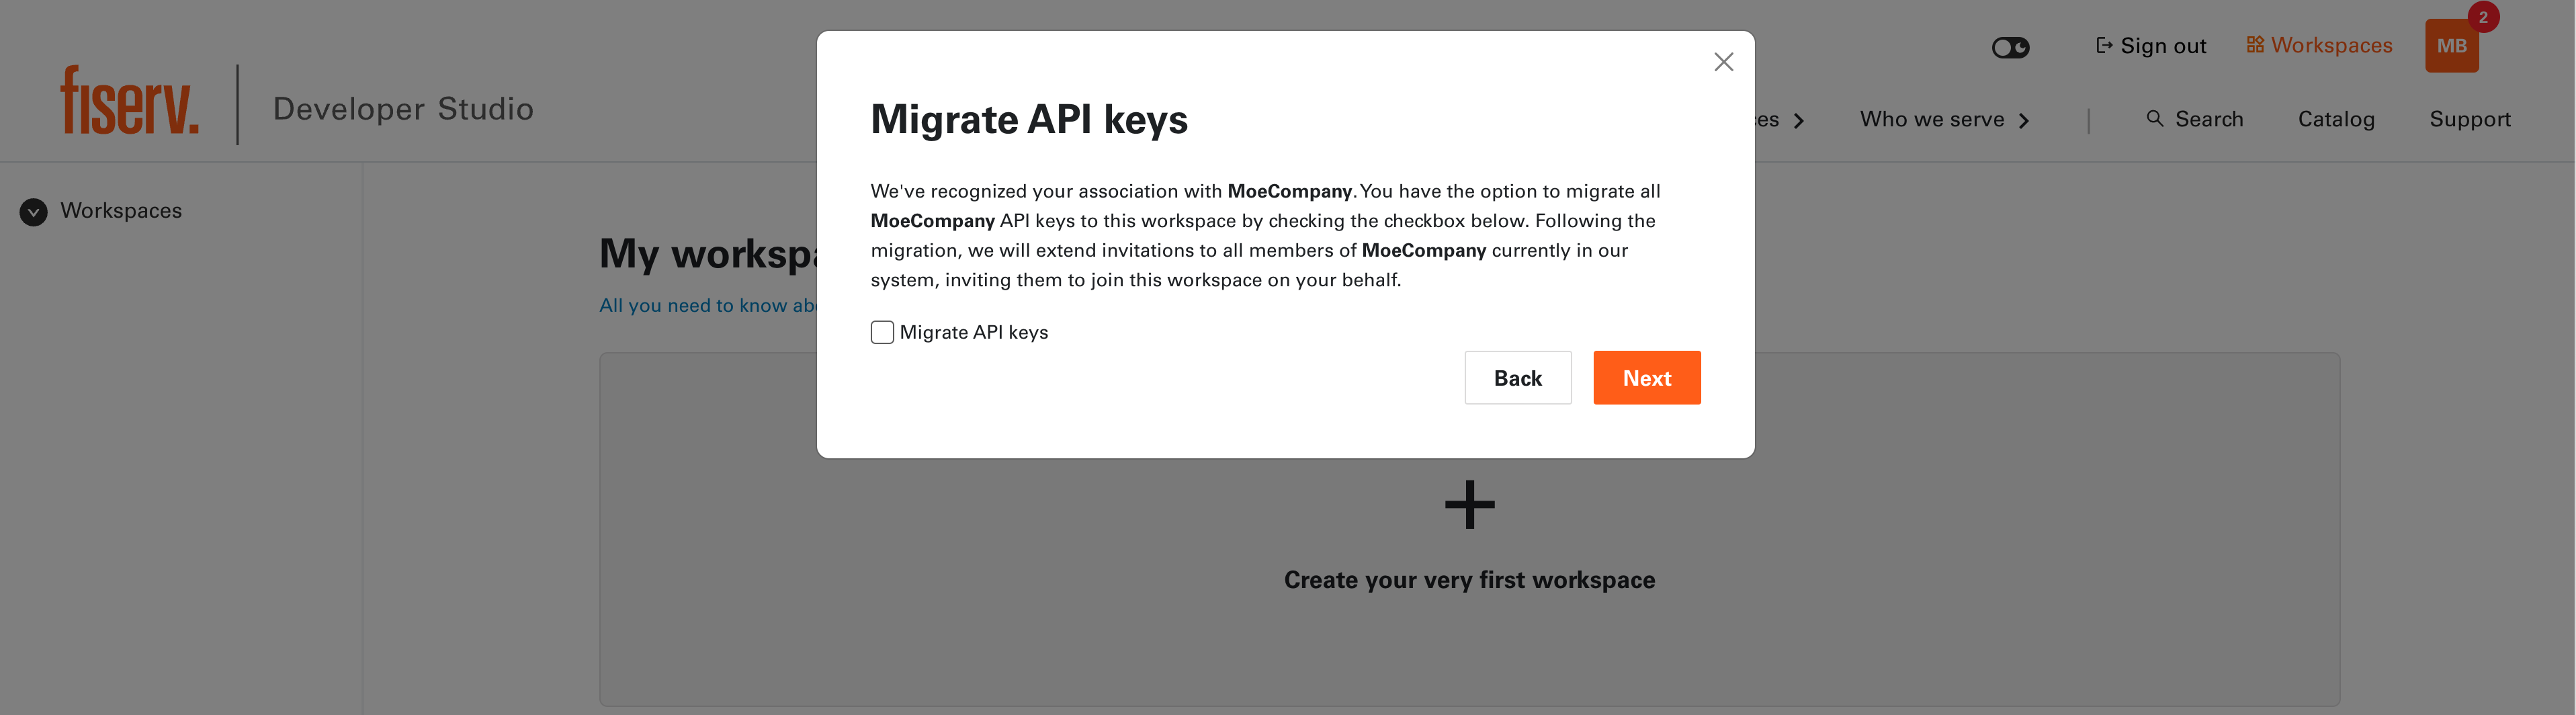 2
Sign out
Workspaces
MB
fiserv.
Developer Studio
Who we serve
Search
Catalog
Support
Workspaces
My
All you need to know
Migrate API keys
We've recognized your association with MoeCompany. You have the option to migrate all
MoeCompany API keys to this workspace by checking the checkbox below. Following the
migration, we will extend invitations to all members of MoeCompany currently in our
system, inviting them to join this workspace on your behalf.
Migrate API keys
Back
Next
Create your very first workspace